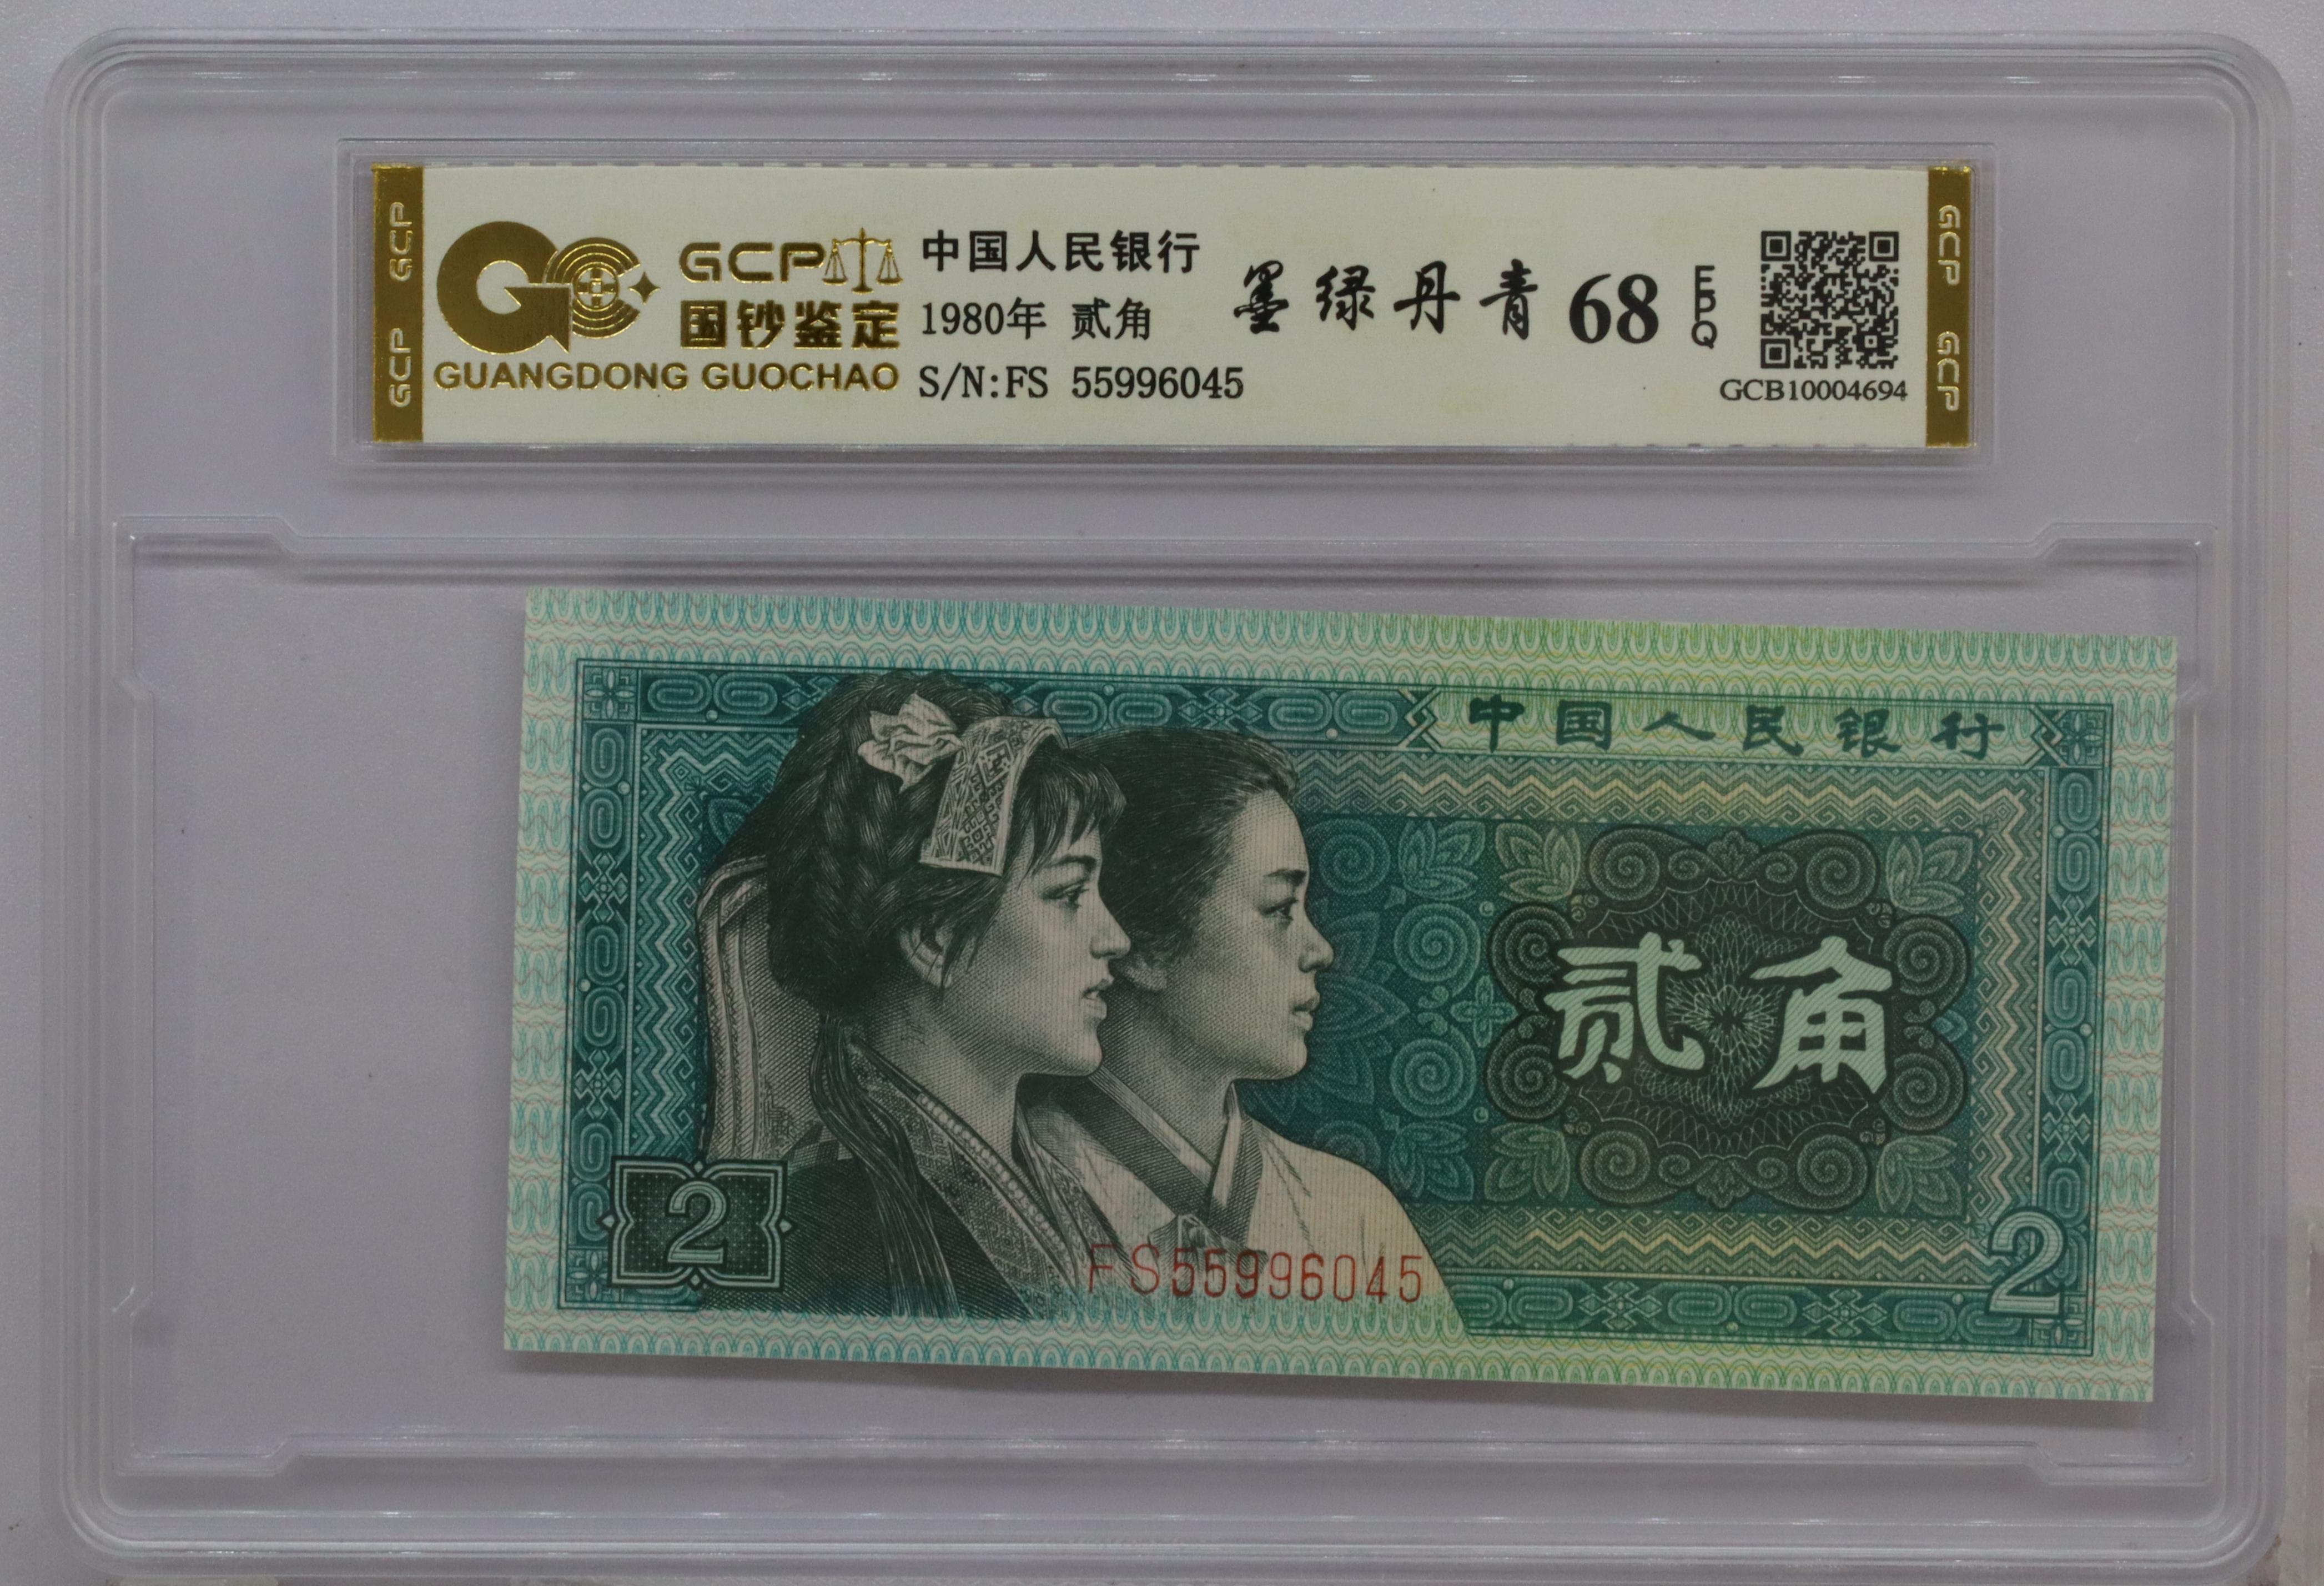 GCP GCP
GCP
国钞鉴定
GUANGDONG GUOCHAO
中国人民银行
1980年 贰角
S/N:FS 55996045
墨绿丹青 68 EPQ
GCB10004694
GCP GCP
中国人民银行
贰角
2
FS55996045
2